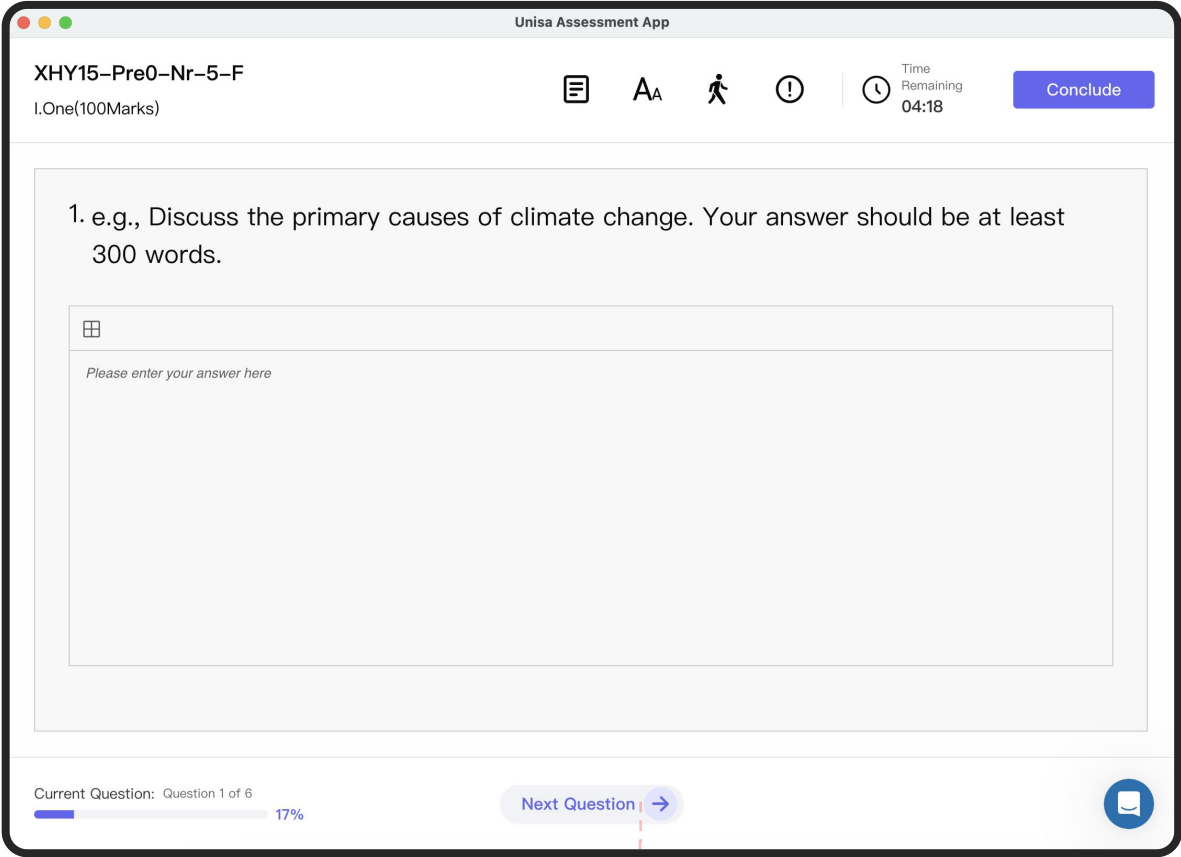 Unisa Assessment App
XHY15-Pre0-Nr-5-F
I.One(100Marks)
AA
Time
Remaining
04:18
Conclude
1. e.g., Discuss the primary causes of climate change. Your answer should be at least
300 words.
Please enter your answer here
Current Question: Question 1 of 6
17%
Next Question